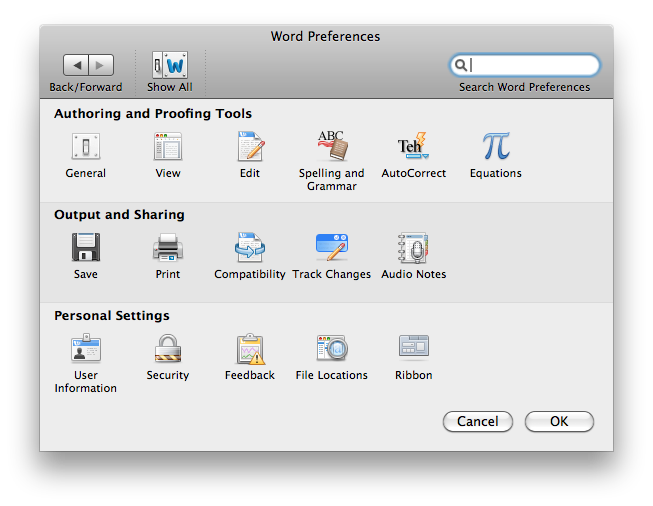 Word Preferences
Back/Forward
W
Show All
Search Word Preferences
Authoring and Proofing Tools
ABC
Teh
π
General
View
Edit
Spelling and
Grammar
AutoCorrect
Equations
Output and Sharing
Save
Print
Compatibility
Track Changes
Audio Notes
Personal Settings
User
Information
Security
Feedback
File Locations
Ribbon
Cancel
OK